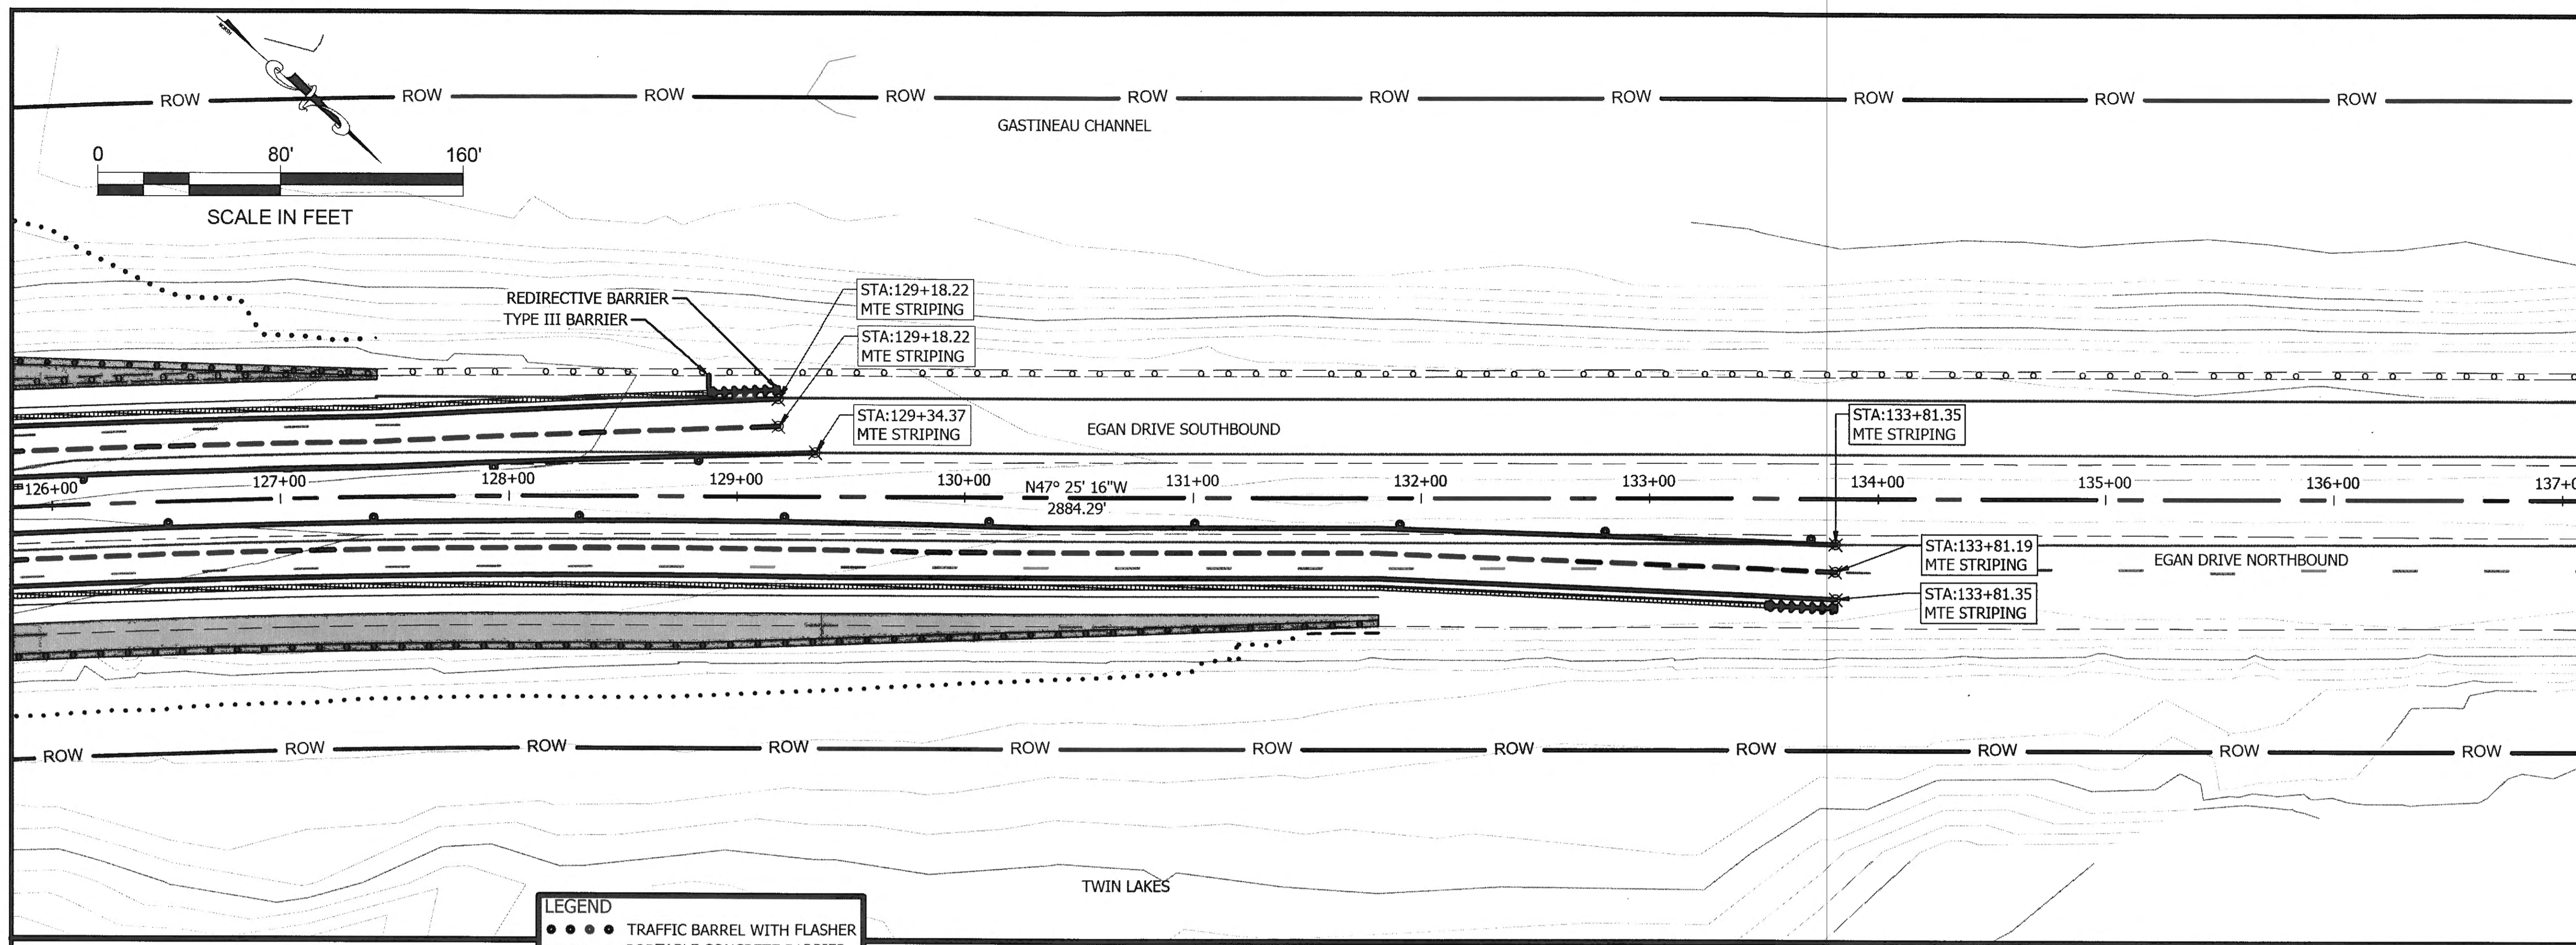 NORTH
ROW ROW ROW ROW ROW ROW ROW ROW ROW ROW
GASTINEAU CHANNEL
0 80' 160'
SCALE IN FEET
REDIRECTIVE BARRIER
TYPE III BARRIER
STA:129+18.22
MTE STRIPING
STA:129+18.22
MTE STRIPING
STA:129+34.37
MTE STRIPING
EGAN DRIVE SOUTHBOUND
STA:133+81.35
MTE STRIPING
126+00 127+00 128+00 129+00 130+00 131+00 132+00 133+00 134+00 135+00 136+00 137+0
N47° 25' 16"W
2884.29'
STA:133+81.19
MTE STRIPING
EGAN DRIVE NORTHBOUND
STA:133+81.35
MTE STRIPING
ROW ROW ROW ROW ROW ROW ROW ROW ROW ROW ROW
TWIN LAKES
LEGEND
TRAFFIC BARREL WITH FLASHER